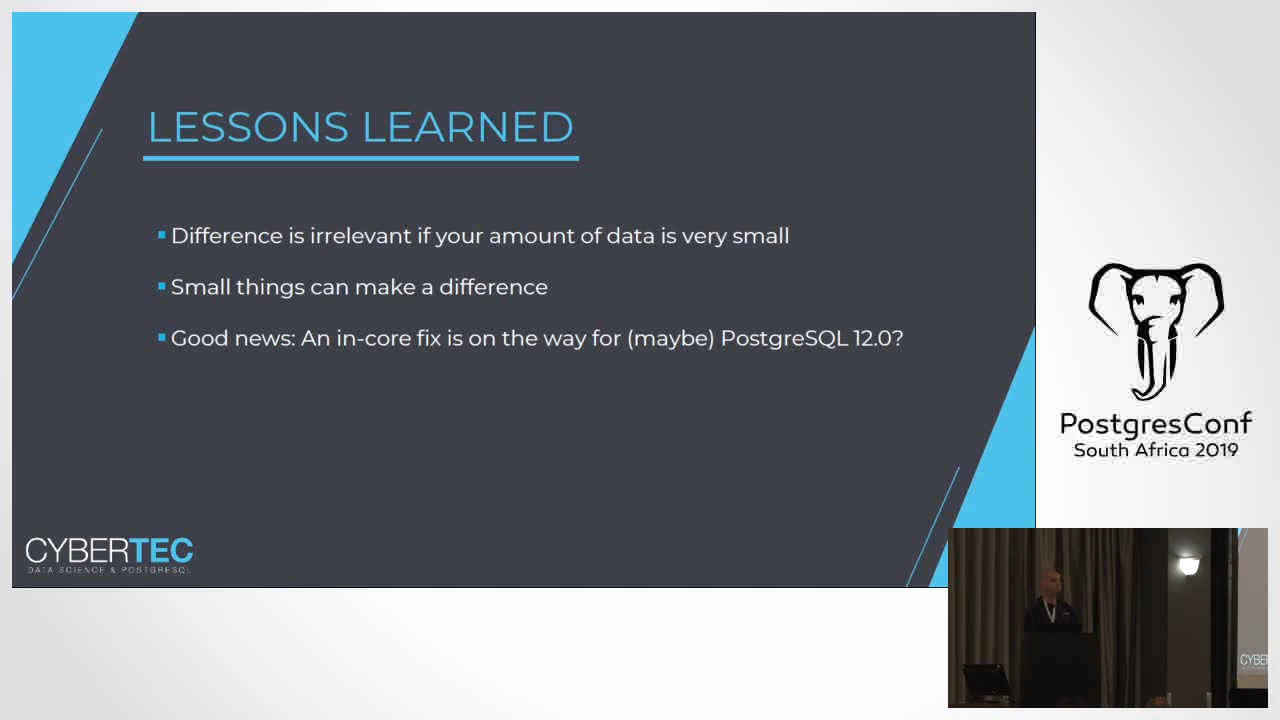 LESSONS LEARNED
Difference is irrelevant if your amount of data is very small
Small things can make a difference
Good news: An in-core fix is on the way for (maybe) PostgreSQL 12.0?
CYBERTEC
DATA SCIENCE & POSTGRESQL
PostgresConf
South Africa 2019
CYBER